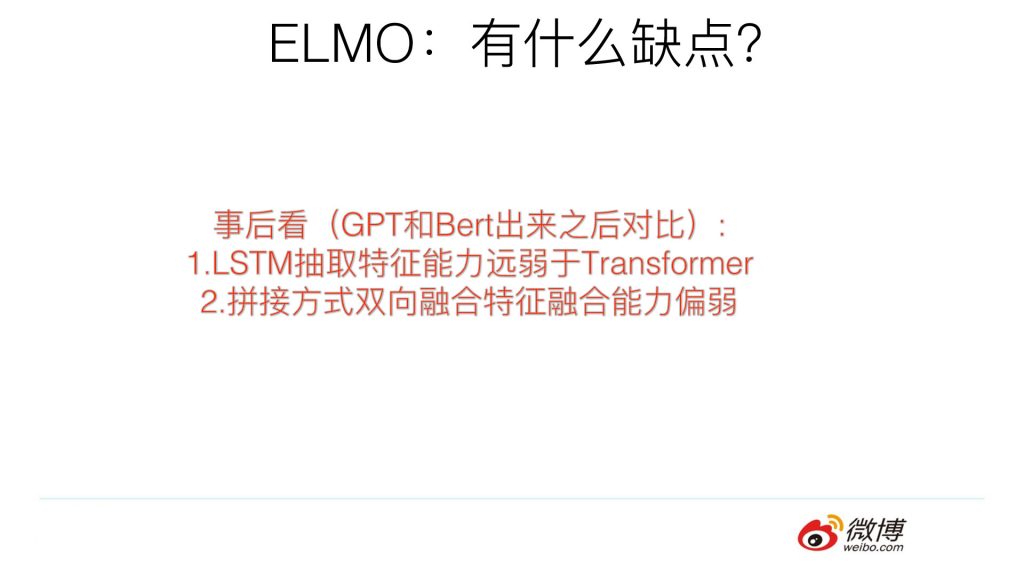 ELMO：有什么缺点？
事后看（GPT和Bert出来之后对比）:
1.LSTM抽取特征能力远弱于Transformer
2.拼接方式双向融合特征融合能力偏弱
微博
weibo.com